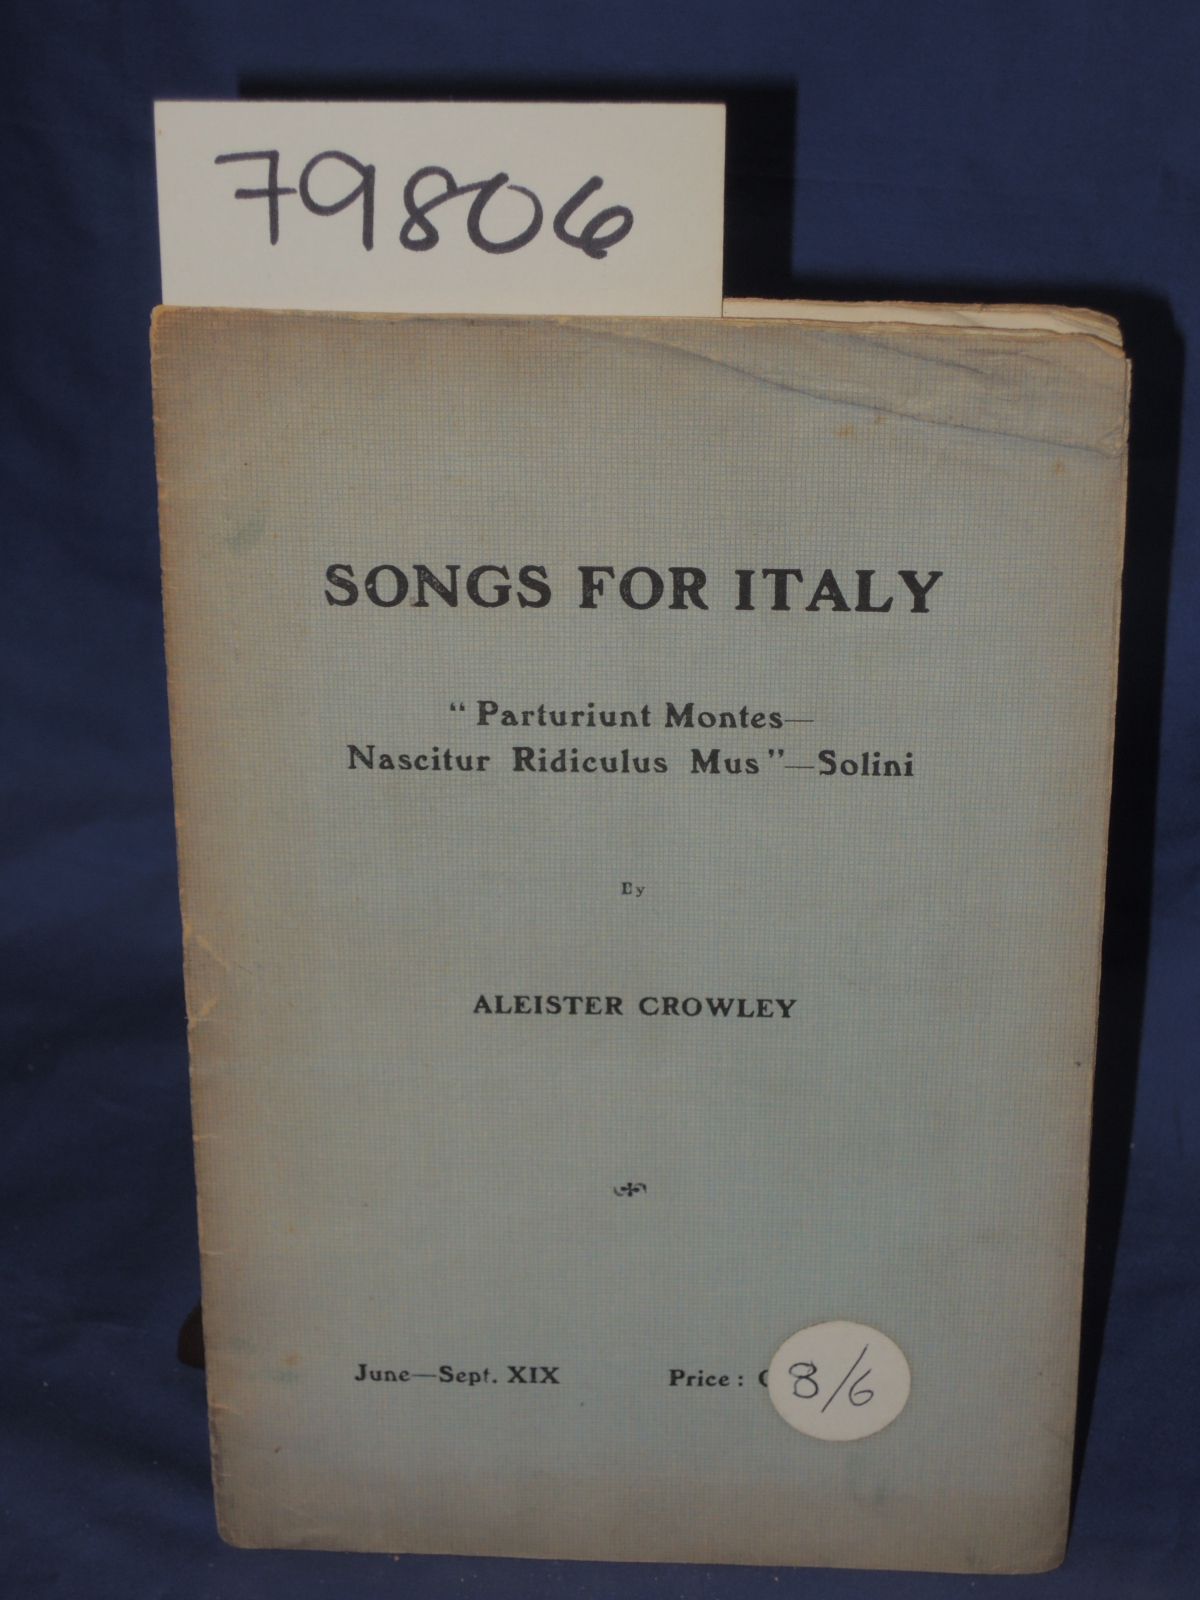 79806
SONGS FOR ITALY
“Parturiunt Montes—
Nascitur Ridiculus Mus”—Solini
By
ALEISTER CROWLEY
June—Sept. XIX Price:
8/6